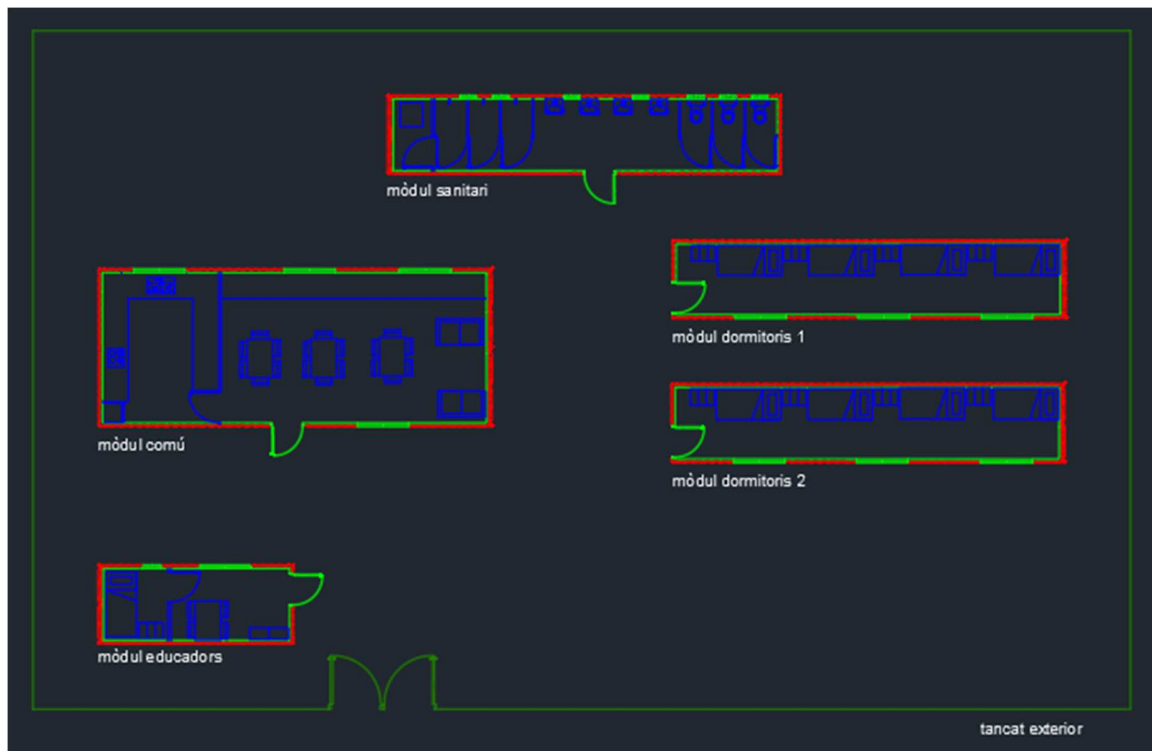 mòdul sanitari
mòdul dormitoris 1
mòdul comú
mòdul dormitoris 2
mòdul educadors
tancat exterior